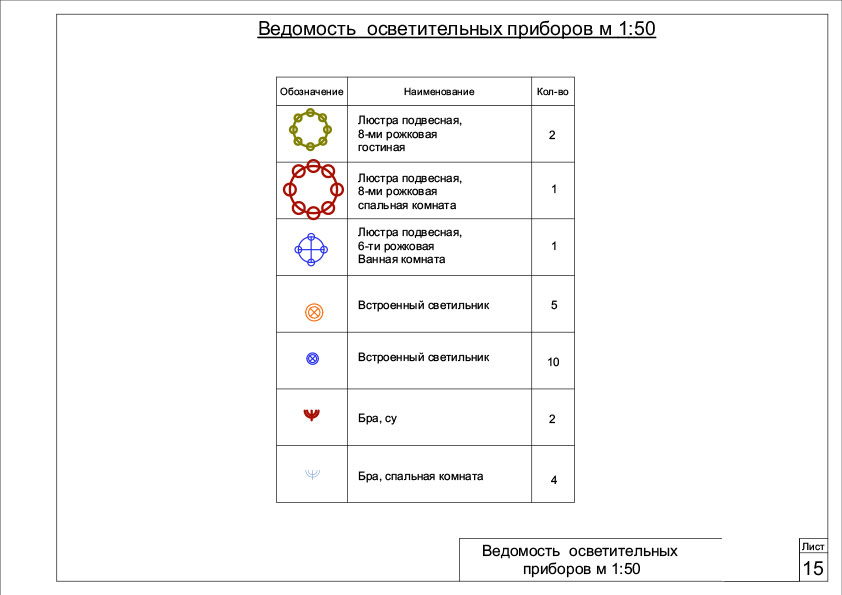 Ведомость осветительных приборов м 1:50
Обозначение Наименование Кол-во
Люстра подвесная,
8-ми рожковая
гостиная
2
Люстра подвесная,
8-ми рожковая
спальная комната
1
Люстра подвесная,
6-ти рожковая
Ванная комната
1
Встроенный светильник 5
Встроенный светильник 10
Бра, су 2
Бра, спальная комната 4
Ведомость осветительных
приборов м 1:50
Лист
15